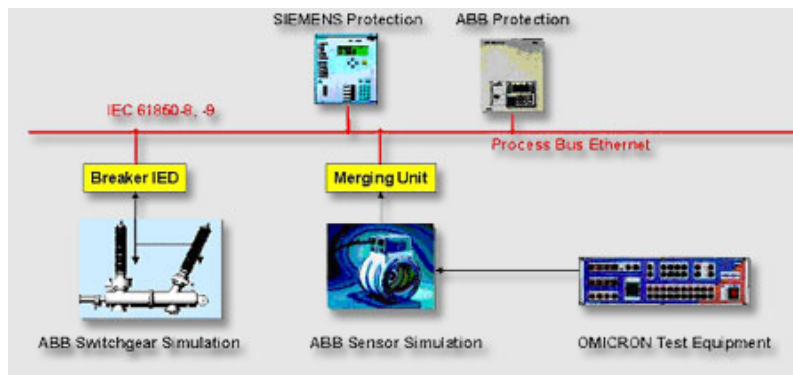 SIEMENS Protection
ABB Protection
IEC 61850-8, -9
Process Bus Ethernet
Breaker IED
Merging Unit
ABB Switchgear Simulation
ABB Sensor Simulation
OMICRON Test Equipment